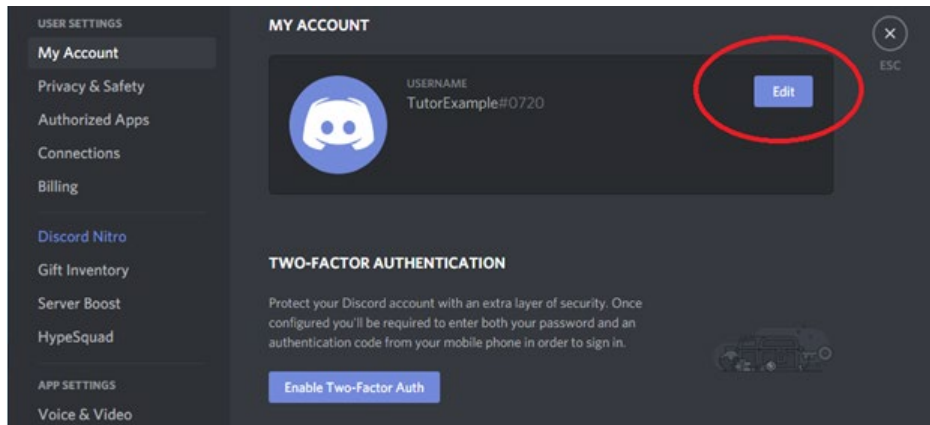 USER SETTINGS
My Account
Privacy & Safety
Authorized Apps
Connections
Billing
Discord Nitro
Gift Inventory
Server Boost
HypeSquad
APP SETTINGS
Voice & Video
MY ACCOUNT
USERNAME
TutorExample#0720
Edit
ESC
TWO-FACTOR AUTHENTICATION
Protect your Discord account with an extra layer of security. Once
configured you'll be required to enter both your password and an
authentication code from your mobile phone in order to sign in.
Enable Two-Factor Auth